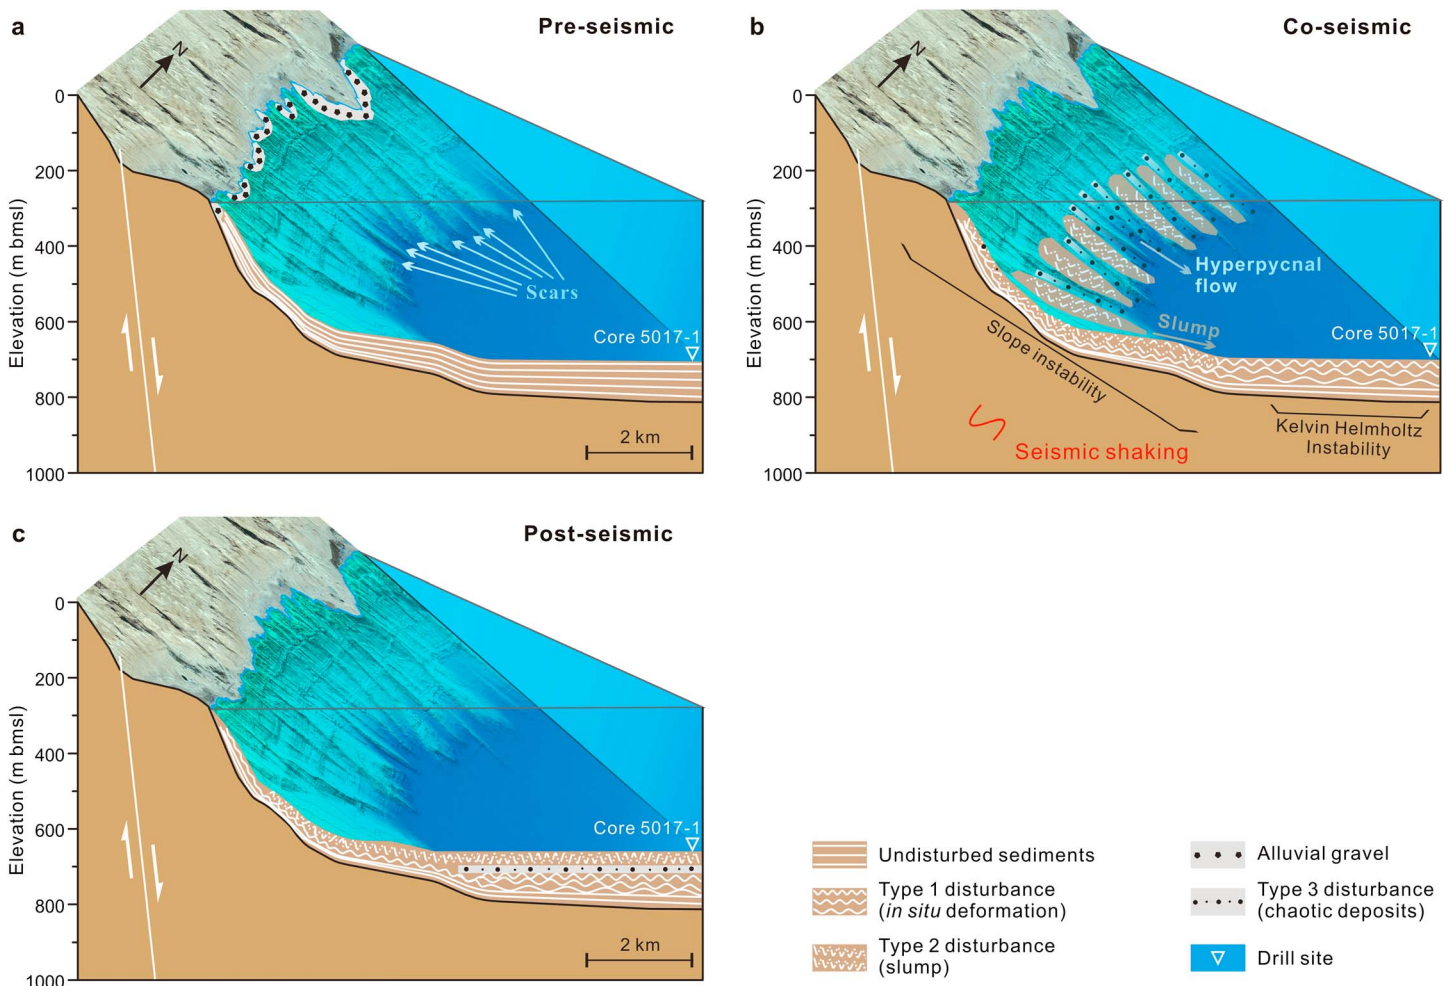 a
Pre-seismic
N
0
200
400
600
800
1000
Elevation (m bmsl)
Scars
Core 5017-1
2 km
b
Co-seismic
N
0
200
400
600
800
1000
Elevation (m bmsl)
Hyperpycnal
flow
Slump
Core 5017-1
Slope instability
Kelvin Helmholtz
Instability
Seismic shaking
c
Post-seismic
N
0
200
400
600
800
1000
Elevation (m bmsl)
Core 5017-1
2 km
Undisturbed sediments
Type 1 disturbance
(in situ deformation)
Type 2 disturbance
(slump)
Alluvial gravel
Type 3 disturbance
(chaotic deposits)
Drill site